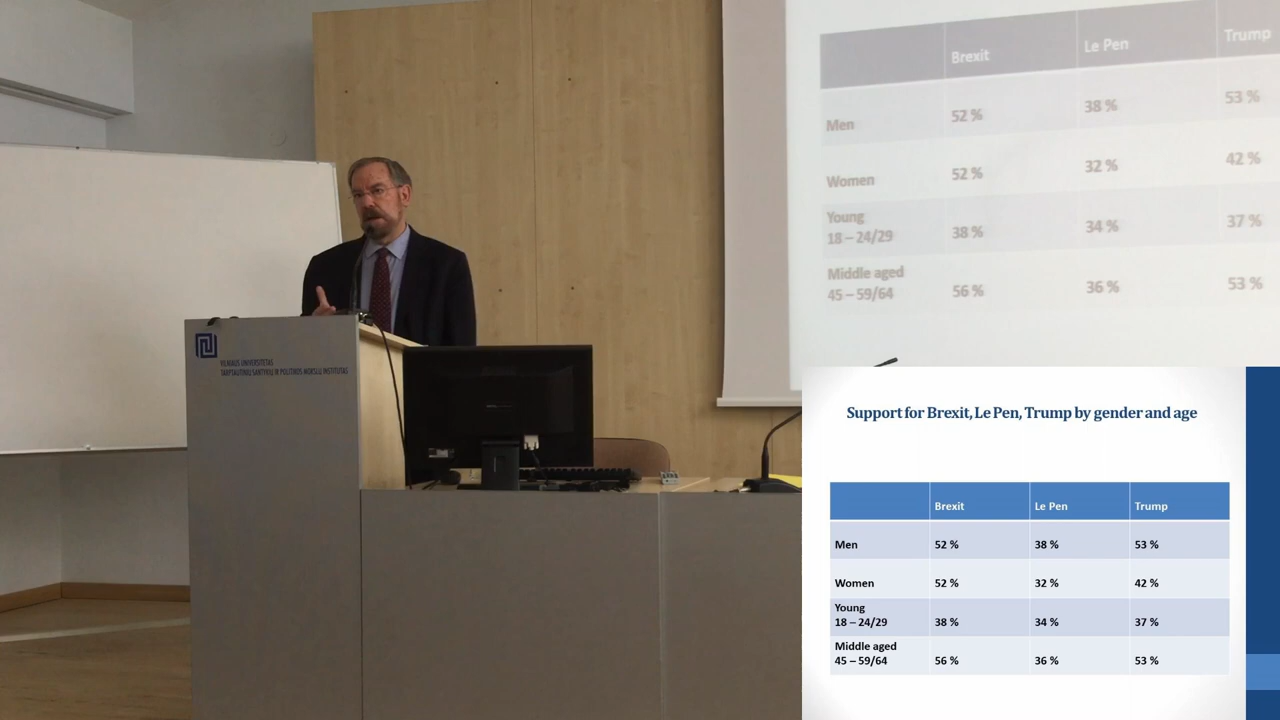 Brexit Le Pen Trump
Men 52 % 38 % 53 %
Women 52 % 32 % 42 %
Young
18 – 24/29 38 % 34 % 37 %
Middle aged
45 – 59/64 56 % 36 % 53 %
VILNIAUS UNIVERSITETAS
TARPTAUTINIŲ SANTYKIŲ IR POLITIKOS MOKSLŲ INSTITUTAS
Support for Brexit, Le Pen, Trump by gender and age
Brexit Le Pen Trump
Men 52 % 38 % 53 %
Women 52 % 32 % 42 %
Young
18 – 24/29 38 % 34 % 37 %
Middle aged
45 – 59/64 56 % 36 % 53 %